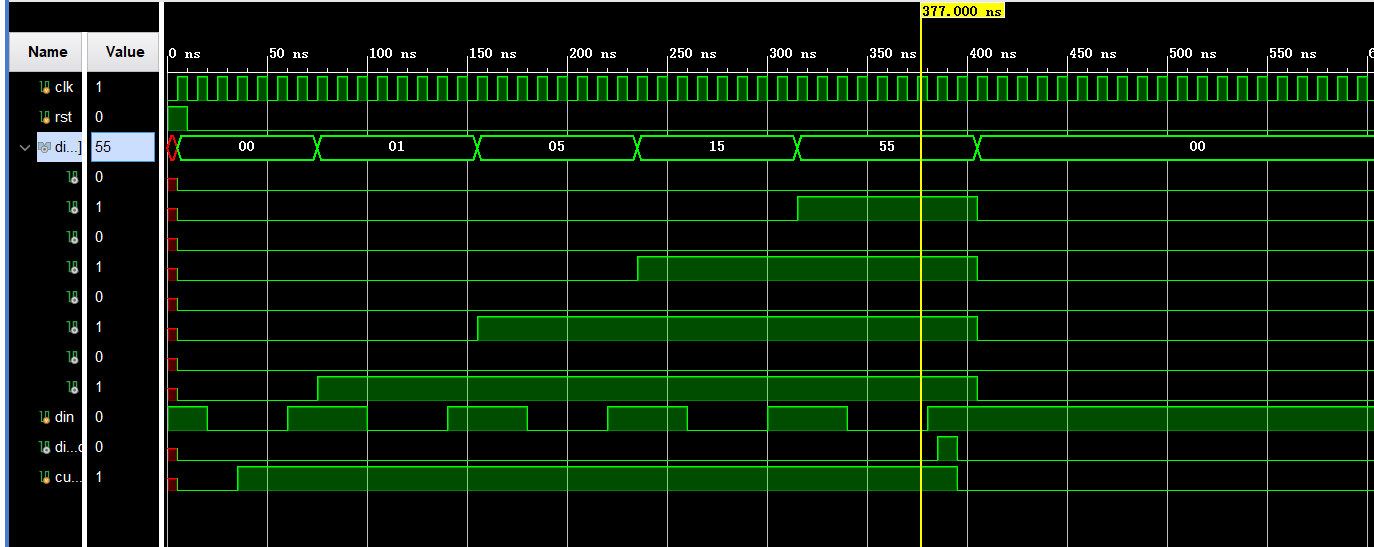 377.000 ns
Name Value 0 ns 50 ns 100 ns 150 ns 200 ns 250 ns 300 ns 350 ns 400 ns 450 ns 500 ns 550 ns 6
clk 1
rst 0
di...] 55 00 01 05 15 55 00
0
1
0
1
0
1
0
1
din 0
di...c 0
cu... 1